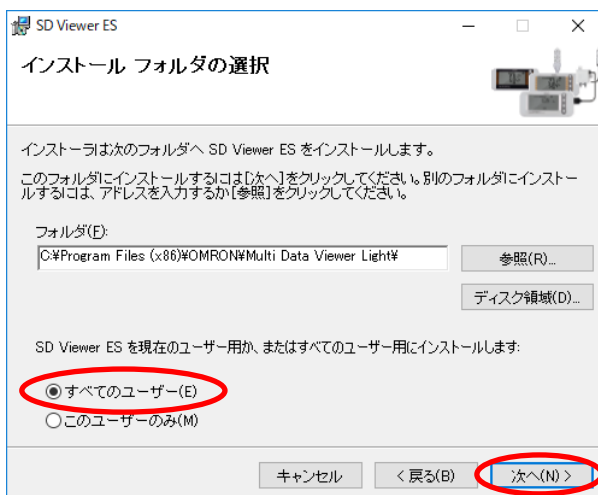 SD Viewer ES
インストール フォルダの選択
インストーラは次のフォルダへ SD Viewer ES をインストールします。
このフォルダにインストールするには[次へ]をクリックしてください。別のフォルダにインストー
ルするには、アドレスを入力するか[参照]をクリックしてください。
フォルダ(F):
C:¥Program Files (x86)¥OMRON¥Multi Data Viewer Light¥
参照(R)...
ディスク領域(D)...
SD Viewer ES を現在のユーザー用か、またはすべてのユーザー用にインストールします:
すべてのユーザー(E)
このユーザーのみ(M)
キャンセル
< 戻る(B)
次へ(N) >